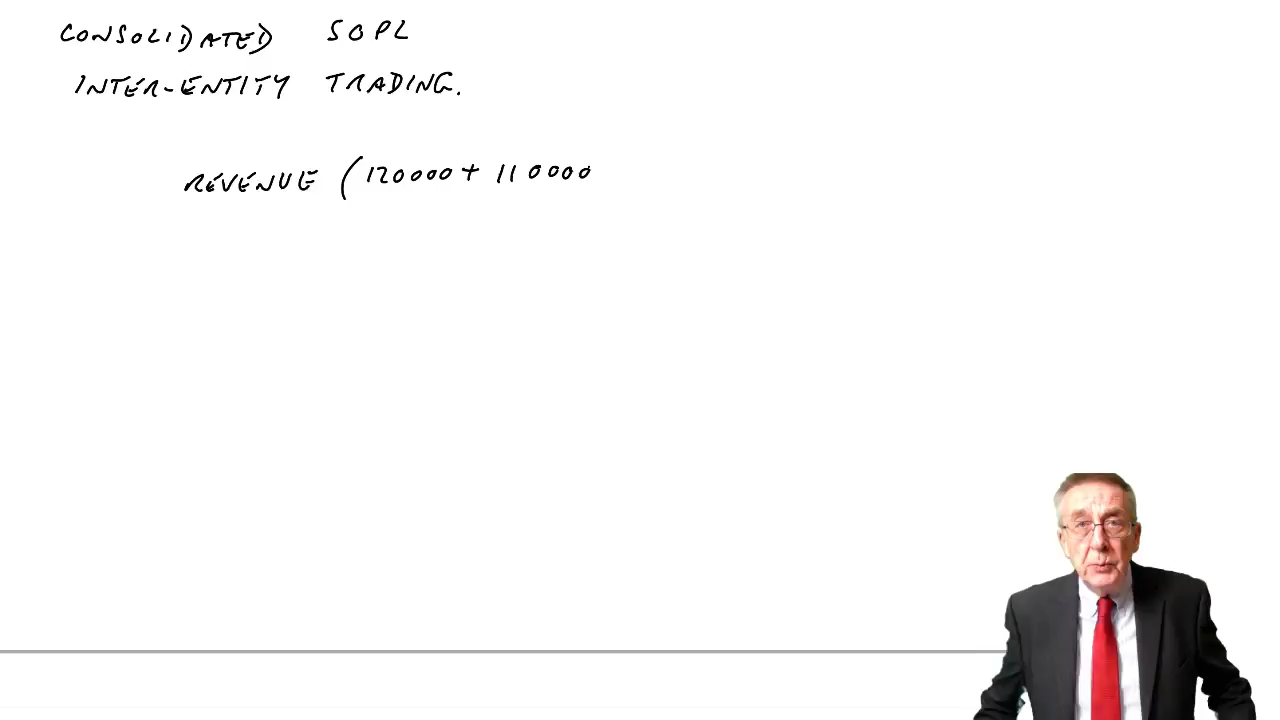 CONSOLIDATED SOPL
INTER-ENTITY TRADING.
REVENUE (120000 + 110000